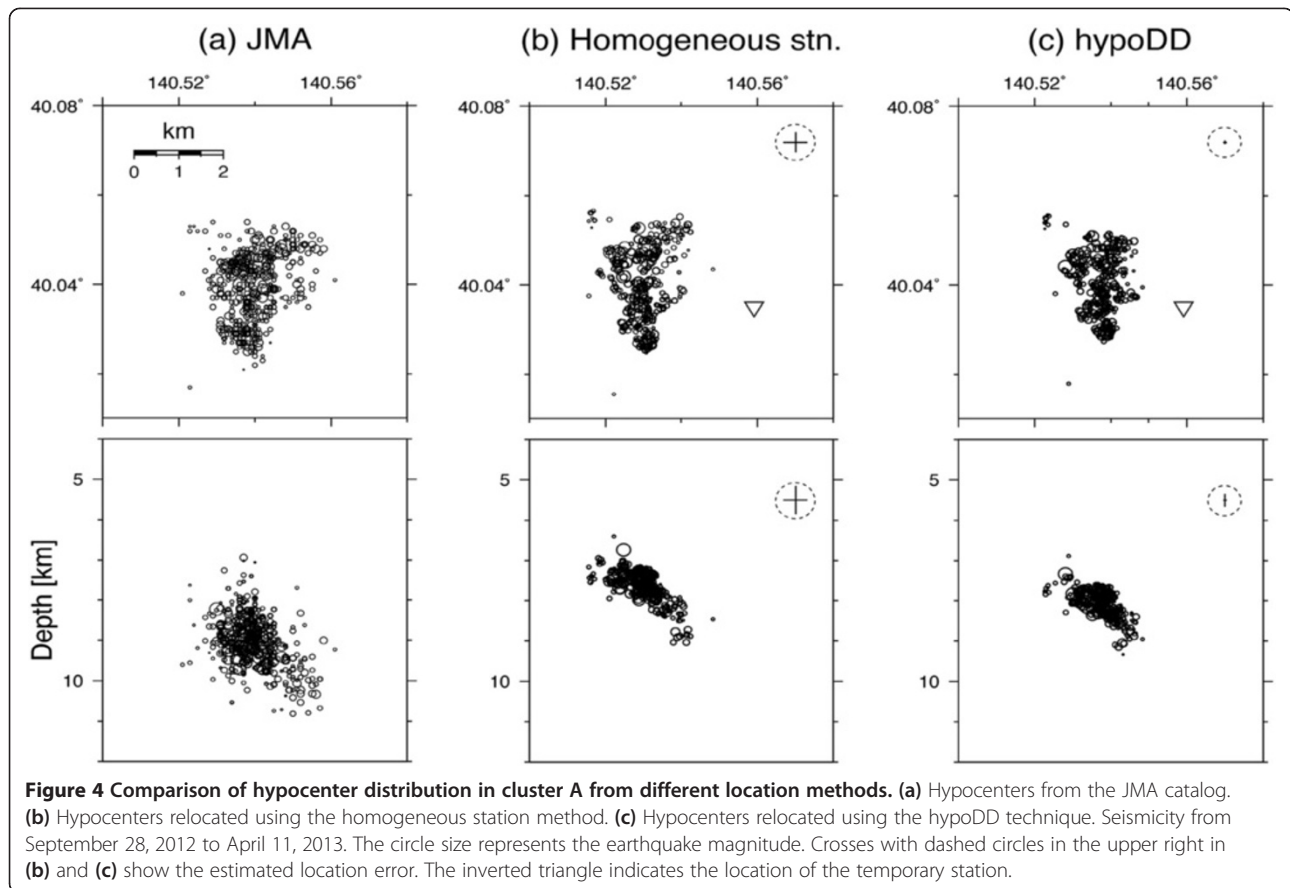 (a) JMA
(b) Homogeneous stn.
(c) hypoDD
140.52° 140.56°
140.52° 140.56°
140.52° 140.56°
40.08°
40.08°
40.08°
km
0 1 2
40.04°
40.04°
40.04°
Depth [km]
5
10
5
10
5
10
Figure 4 Comparison of hypocenter distribution in cluster A from different location methods. (a) Hypocenters from the JMA catalog.
(b) Hypocenters relocated using the homogeneous station method. (c) Hypocenters relocated using the hypoDD technique. Seismicity from
September 28, 2012 to April 11, 2013. The circle size represents the earthquake magnitude. Crosses with dashed circles in the upper right in
(b) and (c) show the estimated location error. The inverted triangle indicates the location of the temporary station.